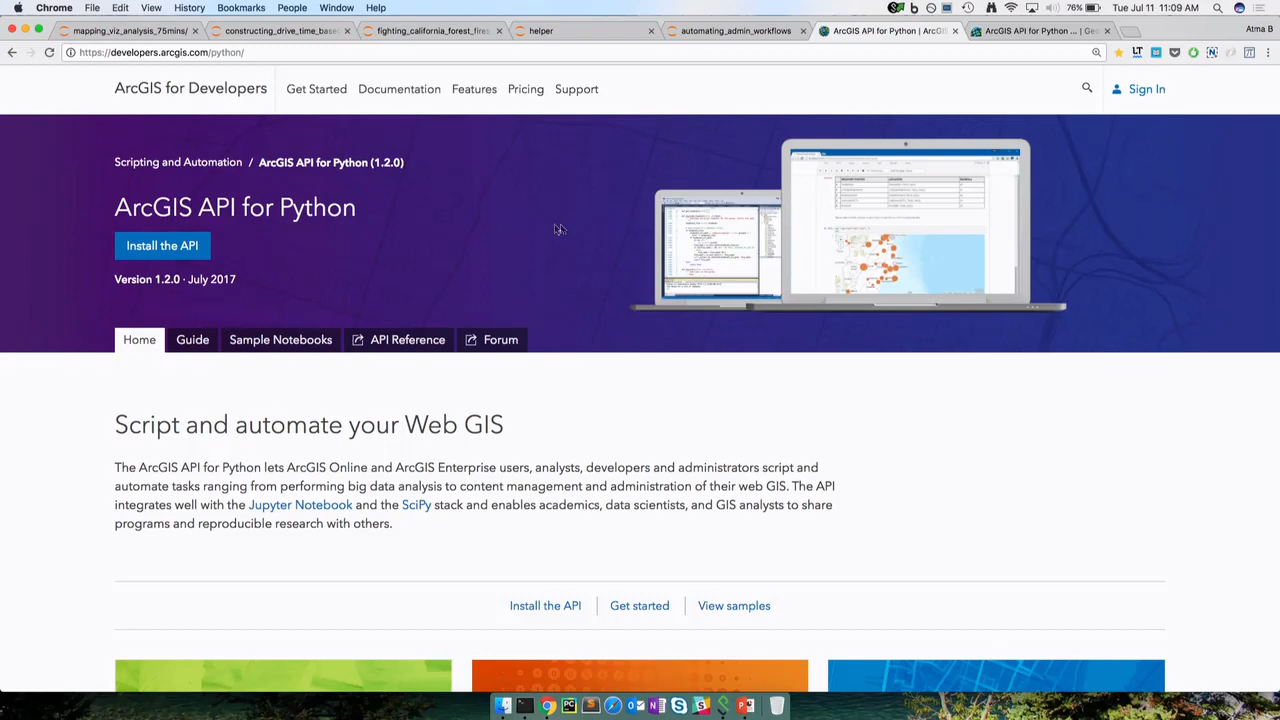 Chrome File Edit View History Bookmarks People Window Help 76% Tue Jul 11 11:09 AM
mapping_viz_analysis_75mins/ constructing_drive_time_base fighting_california_forest_fires helper automating_admin_workflows ArcGIS API for Python | ArcG ArcGIS API for Python ... | Geo Atma B
https://developers.arcgis.com/python/
ArcGIS for Developers Get Started Documentation Features Pricing Support Sign In
Scripting and Automation / ArcGIS API for Python (1.2.0)
ArcGIS API for Python
Install the API
Version 1.2.0 · July 2017
Home Guide Sample Notebooks API Reference Forum
Script and automate your Web GIS
The ArcGIS API for Python lets ArcGIS Online and ArcGIS Enterprise users, analysts, developers and administrators script and
automate tasks ranging from performing big data analysis to content management and administration of their web GIS. The API
integrates well with the Jupyter Notebook and the SciPy stack and enables academics, data scientists, and GIS analysts to share
programs and reproducible research with others.
Install the API Get started View samples